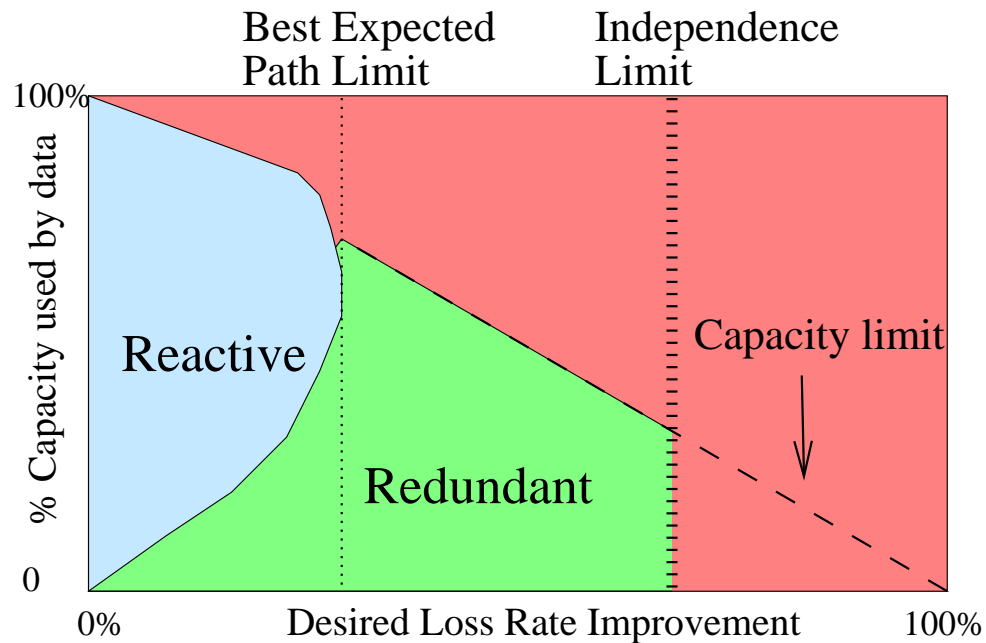 Best Expected
Path Limit
Independence
Limit
100%
% Capacity used by data
Capacity limit
Reactive
Redundant
0
0%
Desired Loss Rate Improvement
100%